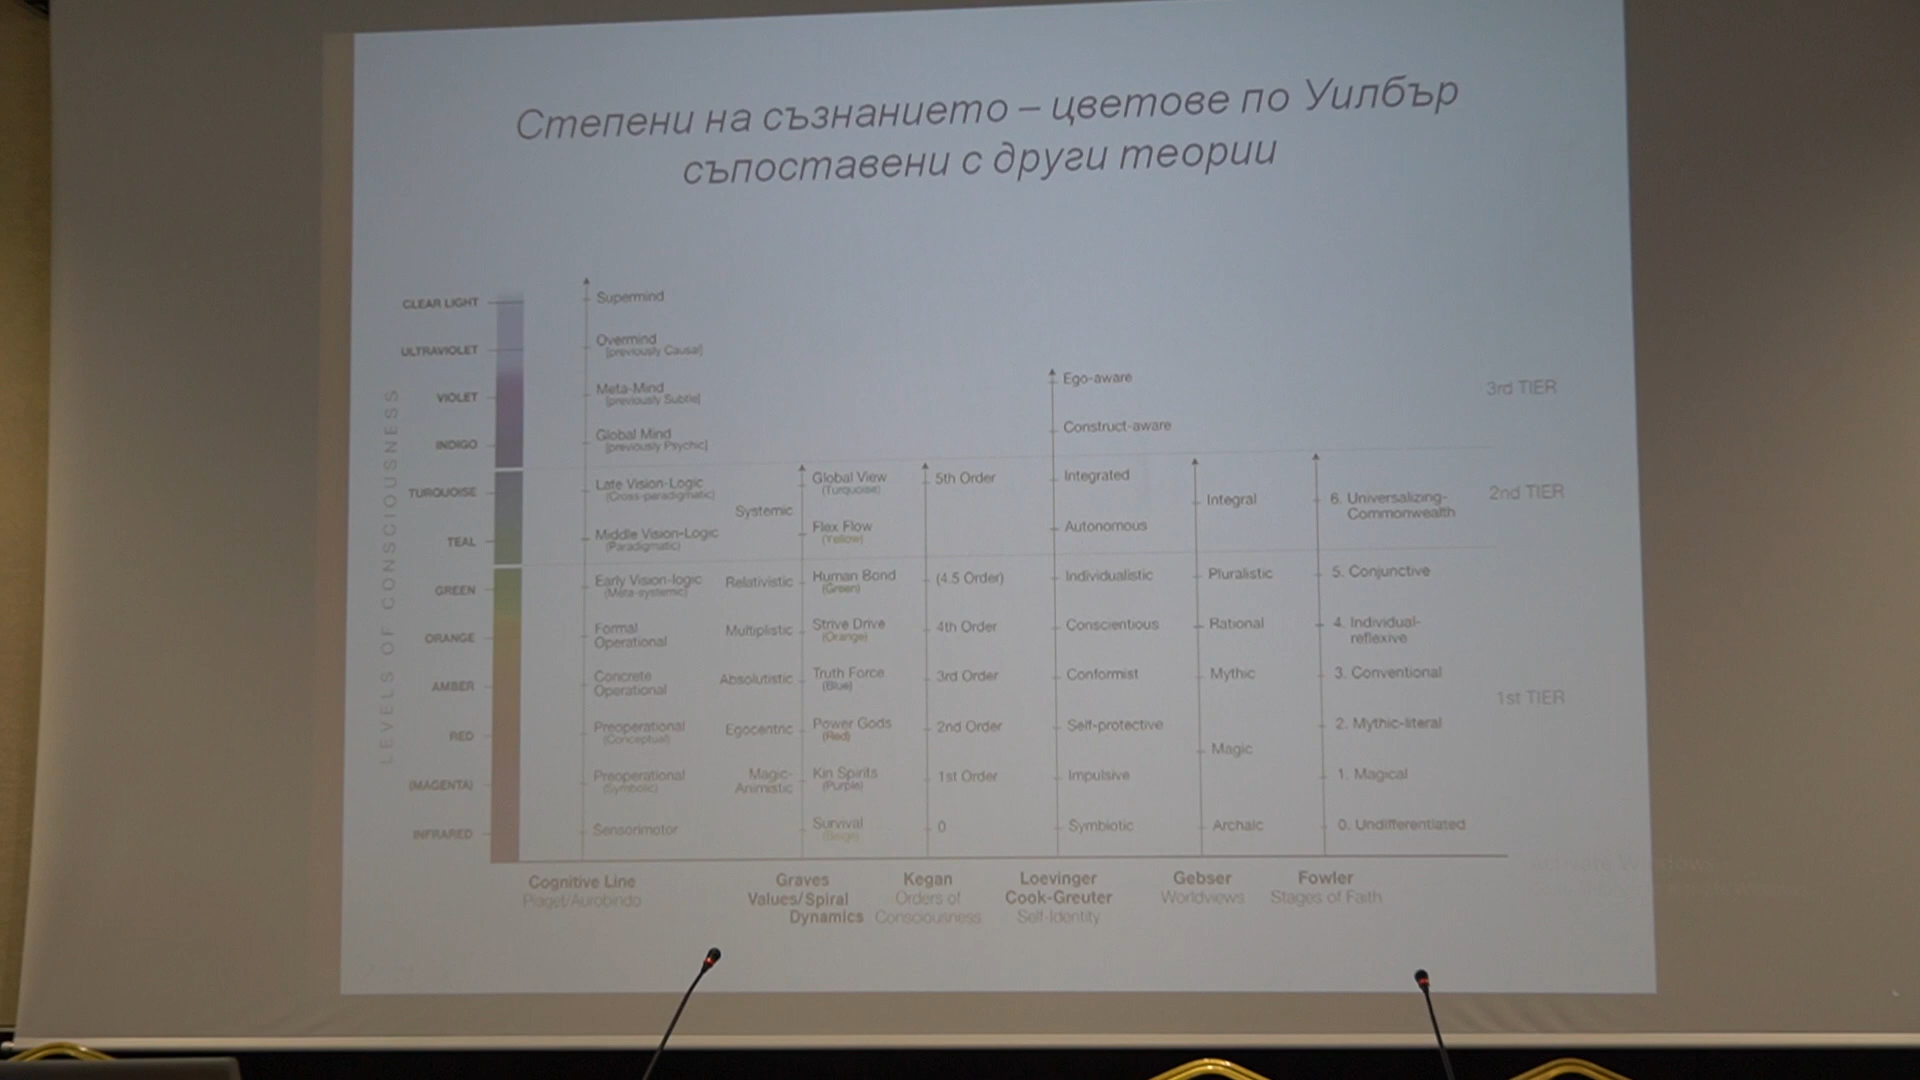 Степени на съзнанието – цветове по Уилбър
съпоставени с други теории
LEVELS OF CONSCIOUSNESS
CLEAR LIGHT
ULTRAVIOLET
VIOLET
INDIGO
TURQUOISE
TEAL
GREEN
ORANGE
AMBER
RED
(MAGENTA)
INFRARED
Supermind
Overmind
[previously Causal]
Meta-Mind
[previously Subtle]
Global Mind
[previously Psychic]
Late Vision-Logic
(Cross-paradigmatic)
Middle Vision-Logic
(Paradigmatic)
Early Vision-logic
(Meta-systemic)
Formal
Operational
Concrete
Operational
Preoperational
(Conceptual)
Preoperational
(Symbolic)
Sensorimotor
Cognitive Line
Piaget/Aurobindo
Systemic
Relativistic
Multiplistic
Absolutistic
Egocentric
Magic-
Animistic
Global View
(Turquoise)
Flex Flow
(Yellow)
Human Bond
(Green)
Strive Drive
(Orange)
Truth Force
(Blue)
Power Gods
(Red)
Kin Spirits
(Purple)
Survival
(Beige)
Graves
Values/Spiral
Dynamics
5th Order
(4.5 Order)
4th Order
3rd Order
2nd Order
1st Order
0
Kegan
Orders of
Consciousness
Ego-aware
Construct-aware
Integrated
Autonomous
Individualistic
Conscientious
Conformist
Self-protective
Impulsive
Symbiotic
Loevinger
Cook-Greuter
Self-Identity
Integral
Pluralistic
Rational
Mythic
Magic
Archaic
Gebser
Worldviews
6. Universalizing-
Commonwealth
5. Conjunctive
4. Individual-
reflexive
3. Conventional
2. Mythic-literal
1. Magical
0. Undifferentiated
Fowler
Stages of Faith
3rd TIER
2nd TIER
1st TIER
Activate Windows